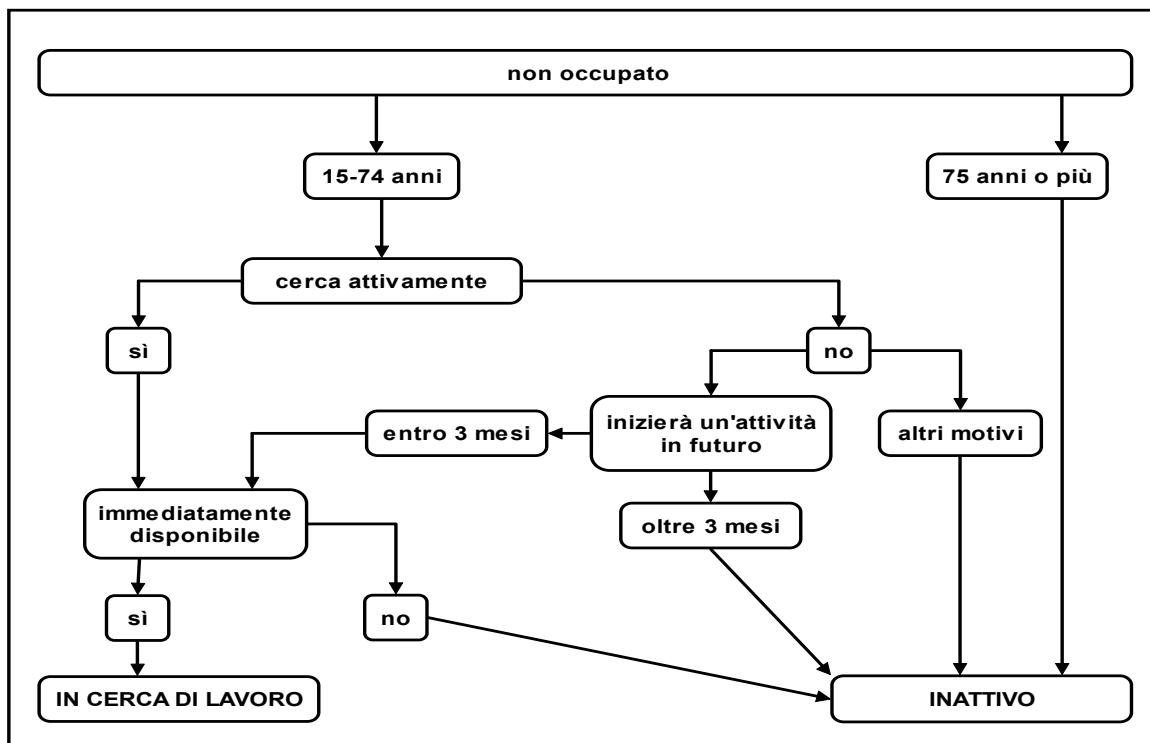 non occupato
15-74 anni
75 anni o più
cerca attivamente
sì
no
entro 3 mesi
inizierà un'attività
in futuro
altri motivi
immediatamente
disponibile
oltre 3 mesi
sì
no
IN CERCA DI LAVORO
INATTIVO